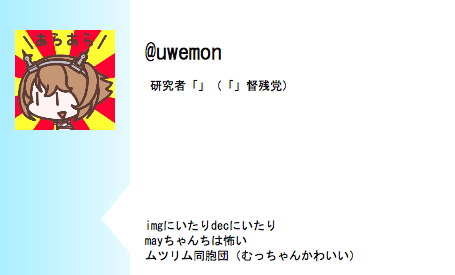 \あらあら/
@uwemon
研究者「」（「」督残党）
imgにいたりdecにいたり
mayちゃんちは怖い
ムツリム同胞団（むっちゃんかわいい）